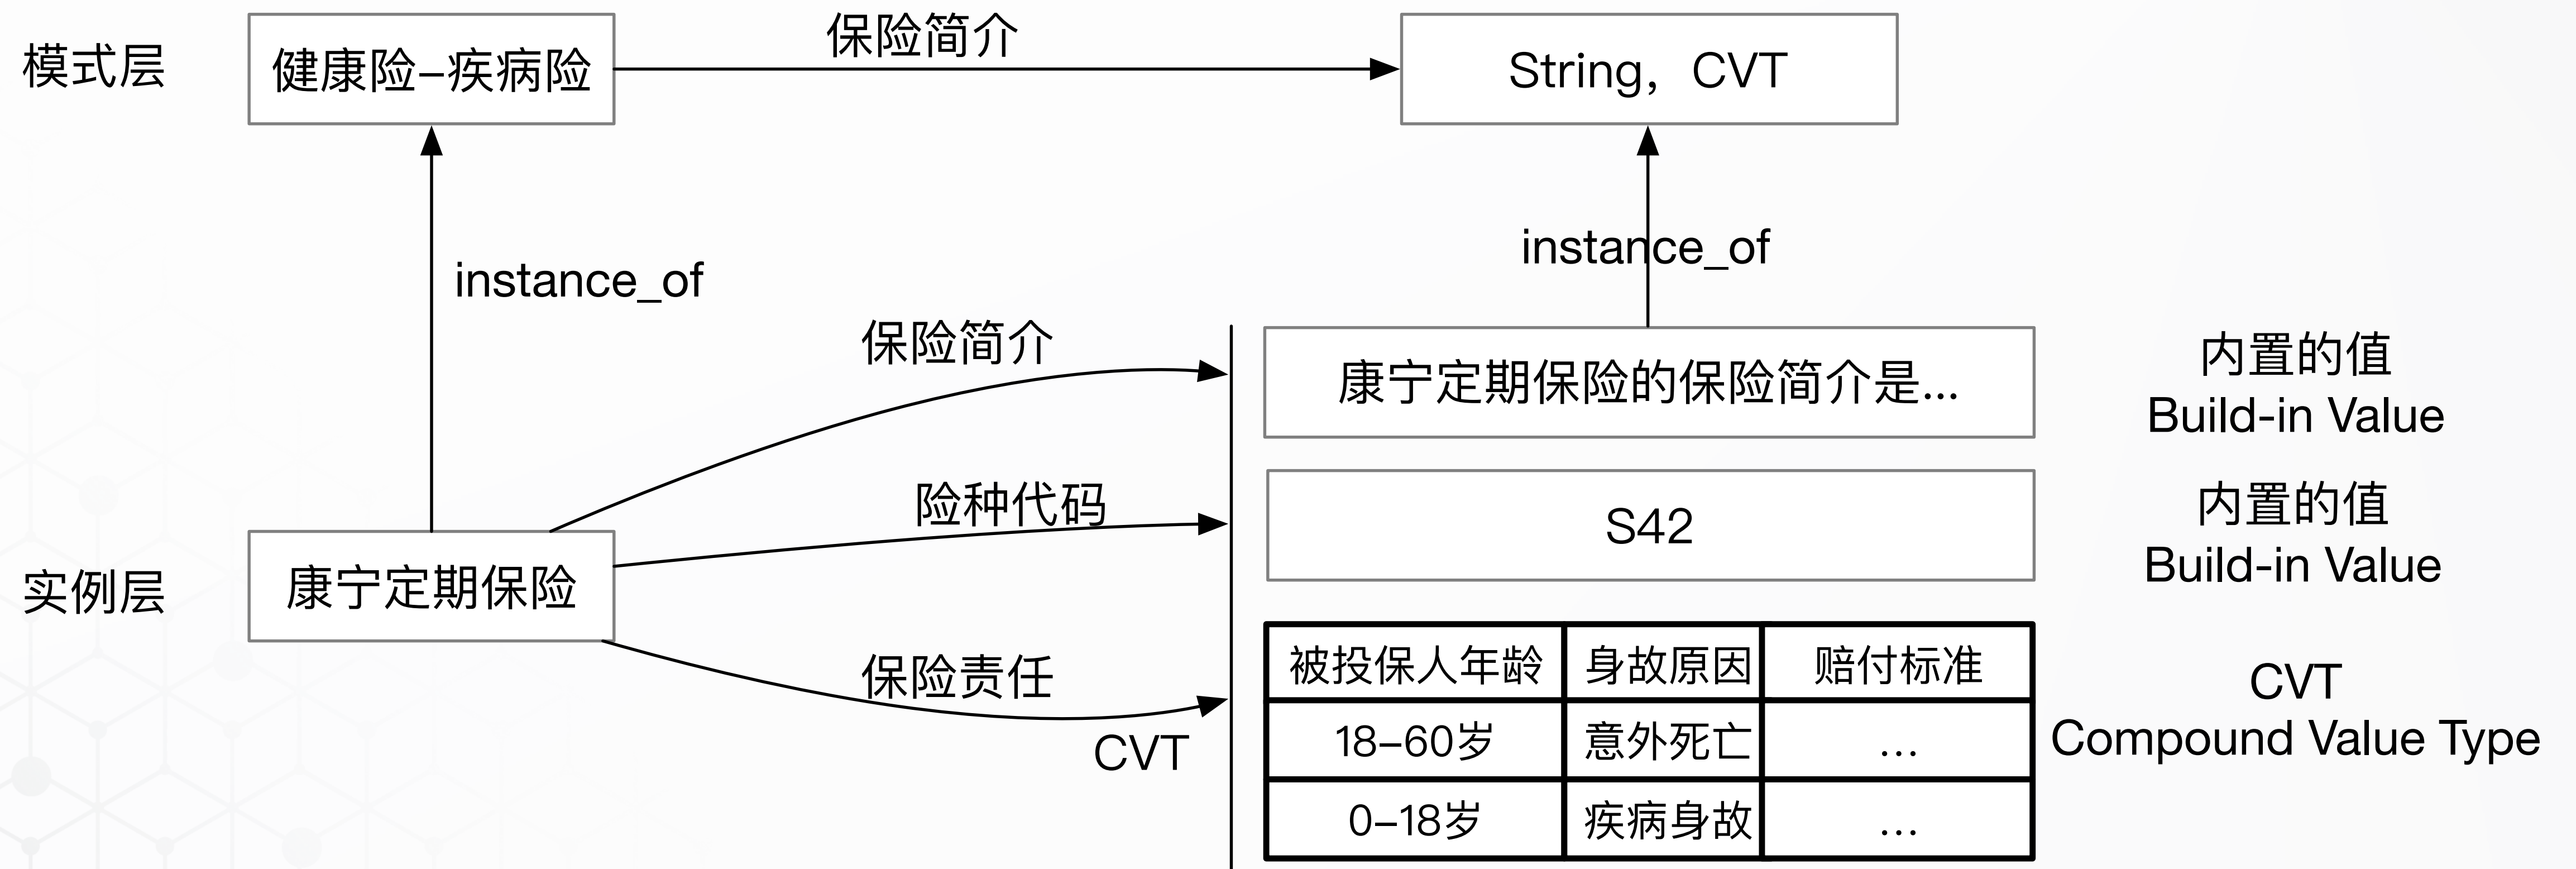 模式层
健康险–疾病险
保险简介
String，CVT
instance_of
instance_of
保险简介
康宁定期保险的保险简介是...
内置的值
Build-in Value
险种代码
S42
内置的值
Build-in Value
实例层
康宁定期保险
保险责任
CVT
被投保人年龄 身故原因 赔付标准
18–60岁 意外死亡 ...
0–18岁 疾病身故 ...
CVT
Compound Value Type